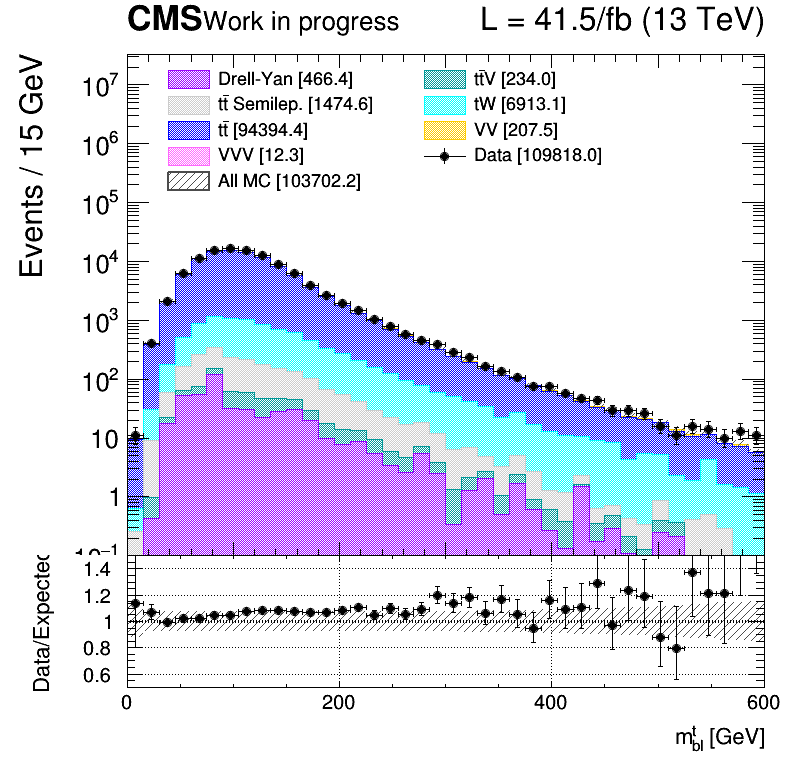 CMS Work in progress L = 41.5/fb (13 TeV)
Events / 15 GeV
Drell-Yan [466.4] tt̄V [234.0]
tt̄ Semilep. [1474.6] tW [6913.1]
tt̄ [94394.4] VV [207.5]
VVV [12.3] Data [109818.0]
All MC [103702.2]
10⁷
10⁶
10⁵
10⁴
10³
10²
10
1
10⁻¹
Data/Expected
1.4
1.2
1
0.8
0.6
0 200 400 600
m^t_bl [GeV]